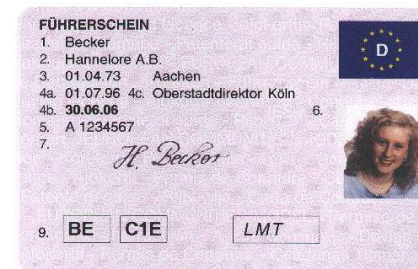 FÜHRERSCHEIN
1. Becker
2. Hannelore A.B.
3. 01.04.73 Aachen
4a. 01.07.96 4c. Oberstadtdirektor Köln
4b. 30.06.06
5. A 1234567
6.
7. H. Becker
9. BE C1E LMT
D